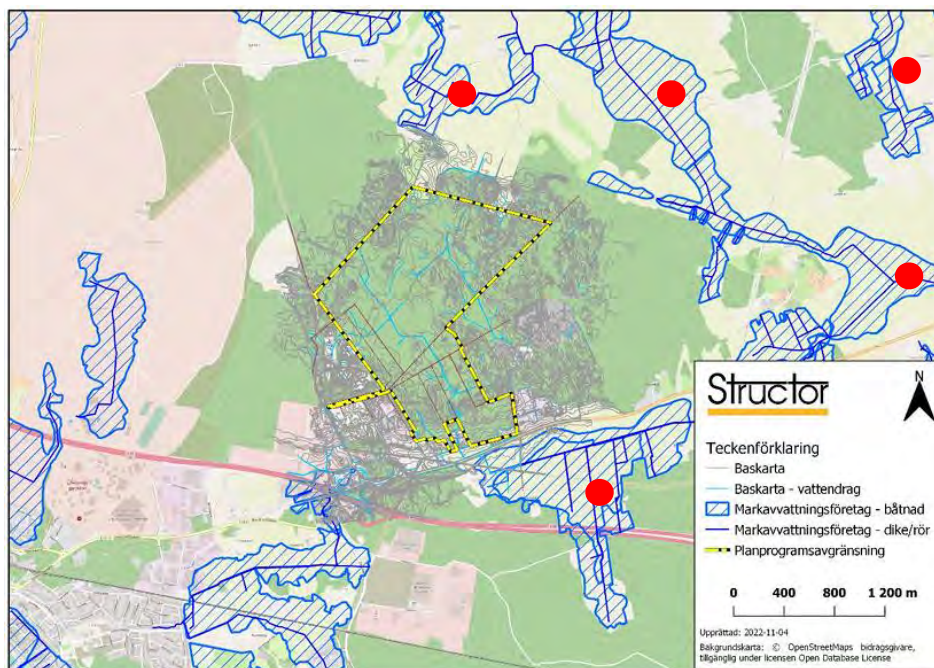 Structor
N
Teckenförklaring
Baskarta
Baskarta - vattendrag
Markavvattningsföretag - båtnad
Markavvattningsföretag - dike/rör
Planprogramsavgränsning
0 400 800 1 200 m
Upprättad: 2022-11-04
Bakgrundskarta: © OpenStreetMaps bidragsgivare,
tillgänglig under licensen Open Database License